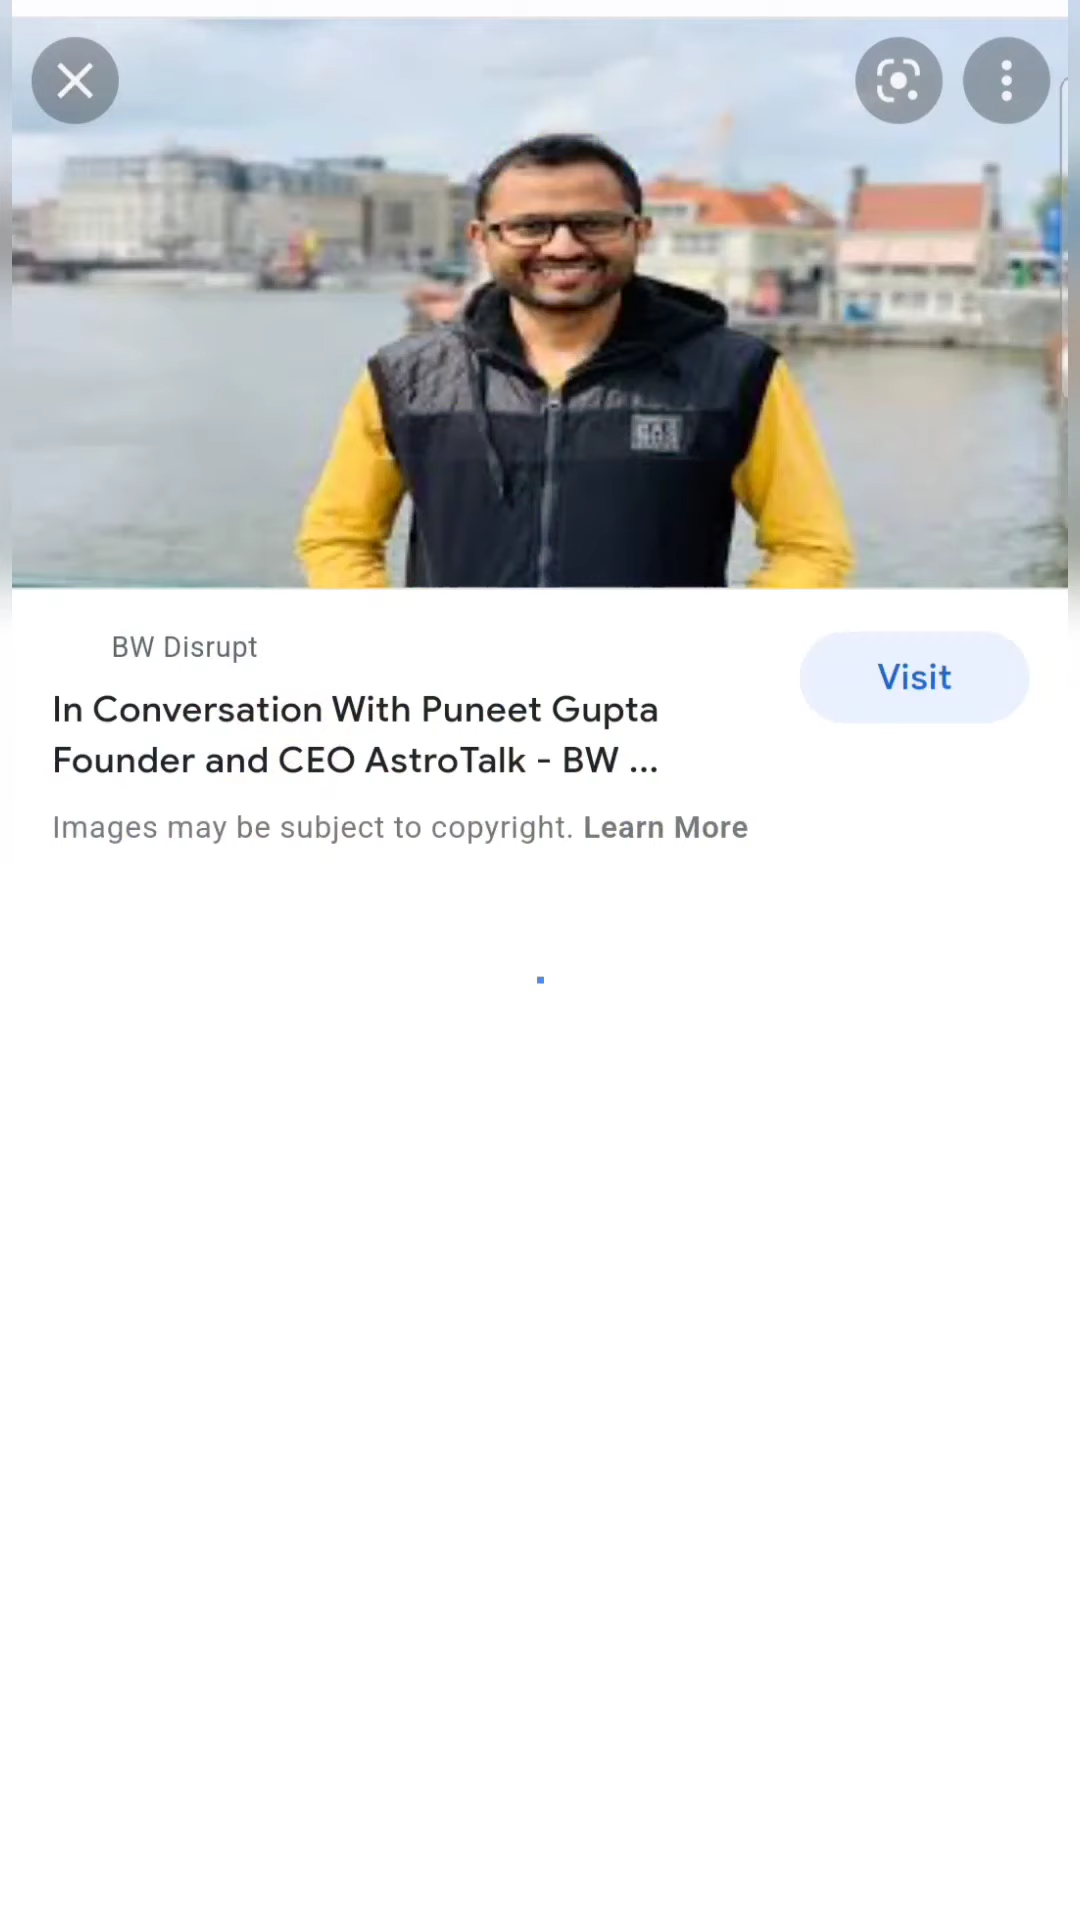 BW Disrupt
Visit
In Conversation With Puneet Gupta
Founder and CEO AstroTalk - BW ...
Images may be subject to copyright. Learn More